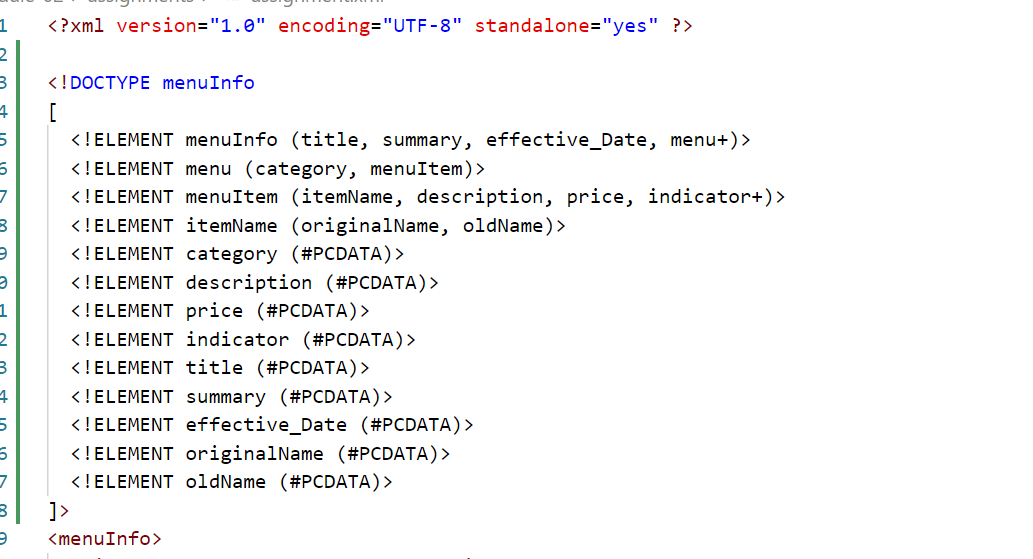 1 <?xml version="1.0" encoding="UTF-8" standalone="yes" ?>
2
3 <!DOCTYPE menuInfo
4 [
5 <!ELEMENT menuInfo (title, summary, effective_Date, menu+)>
6 <!ELEMENT menu (category, menuItem)>
7 <!ELEMENT menuItem (itemName, description, price, indicator+)>
8 <!ELEMENT itemName (originalName, oldName)>
9 <!ELEMENT category (#PCDATA)>
0 <!ELEMENT description (#PCDATA)>
1 <!ELEMENT price (#PCDATA)>
2 <!ELEMENT indicator (#PCDATA)>
3 <!ELEMENT title (#PCDATA)>
4 <!ELEMENT summary (#PCDATA)>
5 <!ELEMENT effective_Date (#PCDATA)>
6 <!ELEMENT originalName (#PCDATA)>
7 <!ELEMENT oldName (#PCDATA)>
8 ]>
9 <menuInfo>